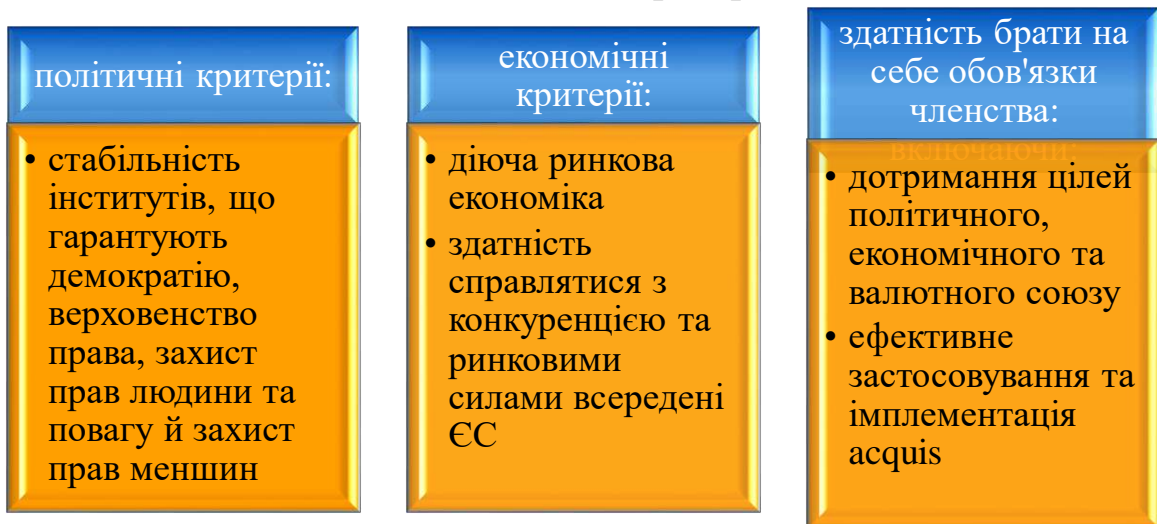 політичні критерії:
• стабільність
інститутів, що
гарантують
демократію,
верховенство
права, захист
прав людини та
повагу й захист
прав меншин
економічні
критерії:
• діюча ринкова
економіка
• здатність
справлятися з
конкуренцією та
ринковими
силами всередені
ЄС
здатність брати на
себе обов'язки
членства:
включаючи:
• дотримання цілей
політичного,
економічного та
валютного союзу
• ефективне
застосовування та
імплементація
acquis